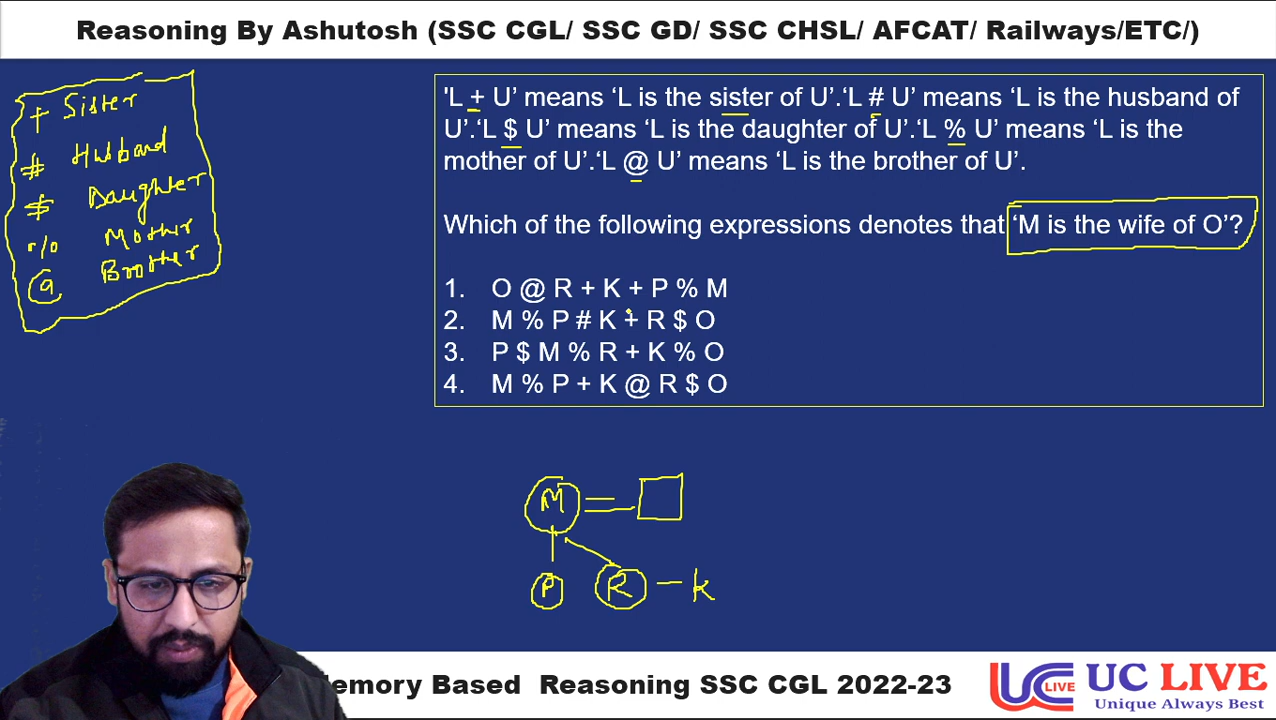 Reasoning By Ashutosh (SSC CGL/ SSC GD/ SSC CHSL/ AFCAT/ Railways/ETC/)
+ Sister
# Husband
$ Daughter
% Mother
@ Brother
'L + U’ means ‘L is the sister of U’.‘L # U’ means ‘L is the husband of
U’.‘L $ U’ means ‘L is the daughter of U’.‘L % U’ means ‘L is the
mother of U’.‘L @ U’ means ‘L is the brother of U’.
Which of the following expressions denotes that ‘M is the wife of O’?
1. O @ R + K + P % M
2. M % P # K + R $ O
3. P $ M % R + K % O
4. M % P + K @ R $ O
M =
P R - K
Memory Based Reasoning SSC CGL 2022-23
LIVE UC LIVE
Unique Always Best